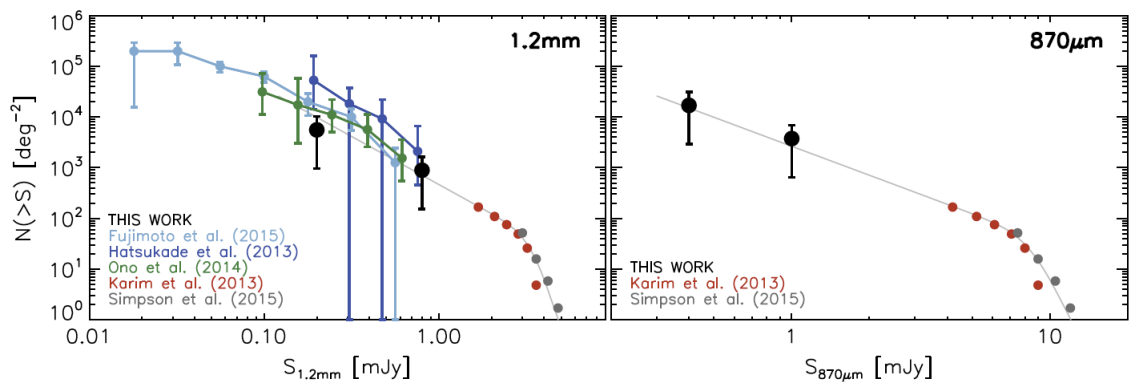 1.2mm
870μm
10⁶
10⁵
10⁴
10³
10²
10¹
10⁰
N(>S) [deg⁻²]
THIS WORK
Fujimoto et al. (2015)
Hatsukade et al. (2013)
Ono et al. (2014)
Karim et al. (2013)
Simpson et al. (2015)
THIS WORK
Karim et al. (2013)
Simpson et al. (2015)
0.01 0.10 1.00
1 10
S₁.₂mm [mJy]
S₈₇₀μm [mJy]